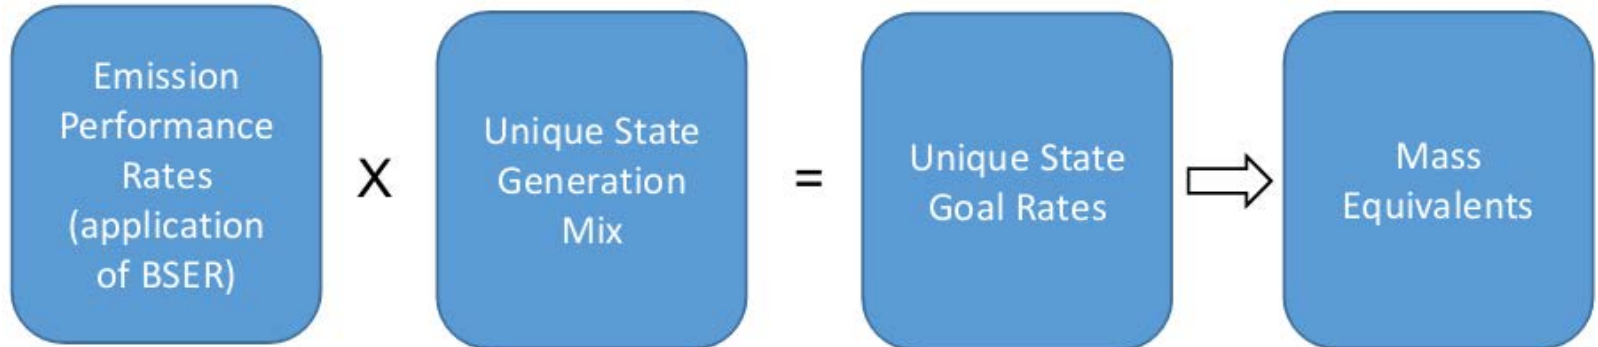 Emission
Performance
Rates
(application
of BSER)
X
Unique State
Generation
Mix
=
Unique State
Goal Rates
Mass
Equivalents